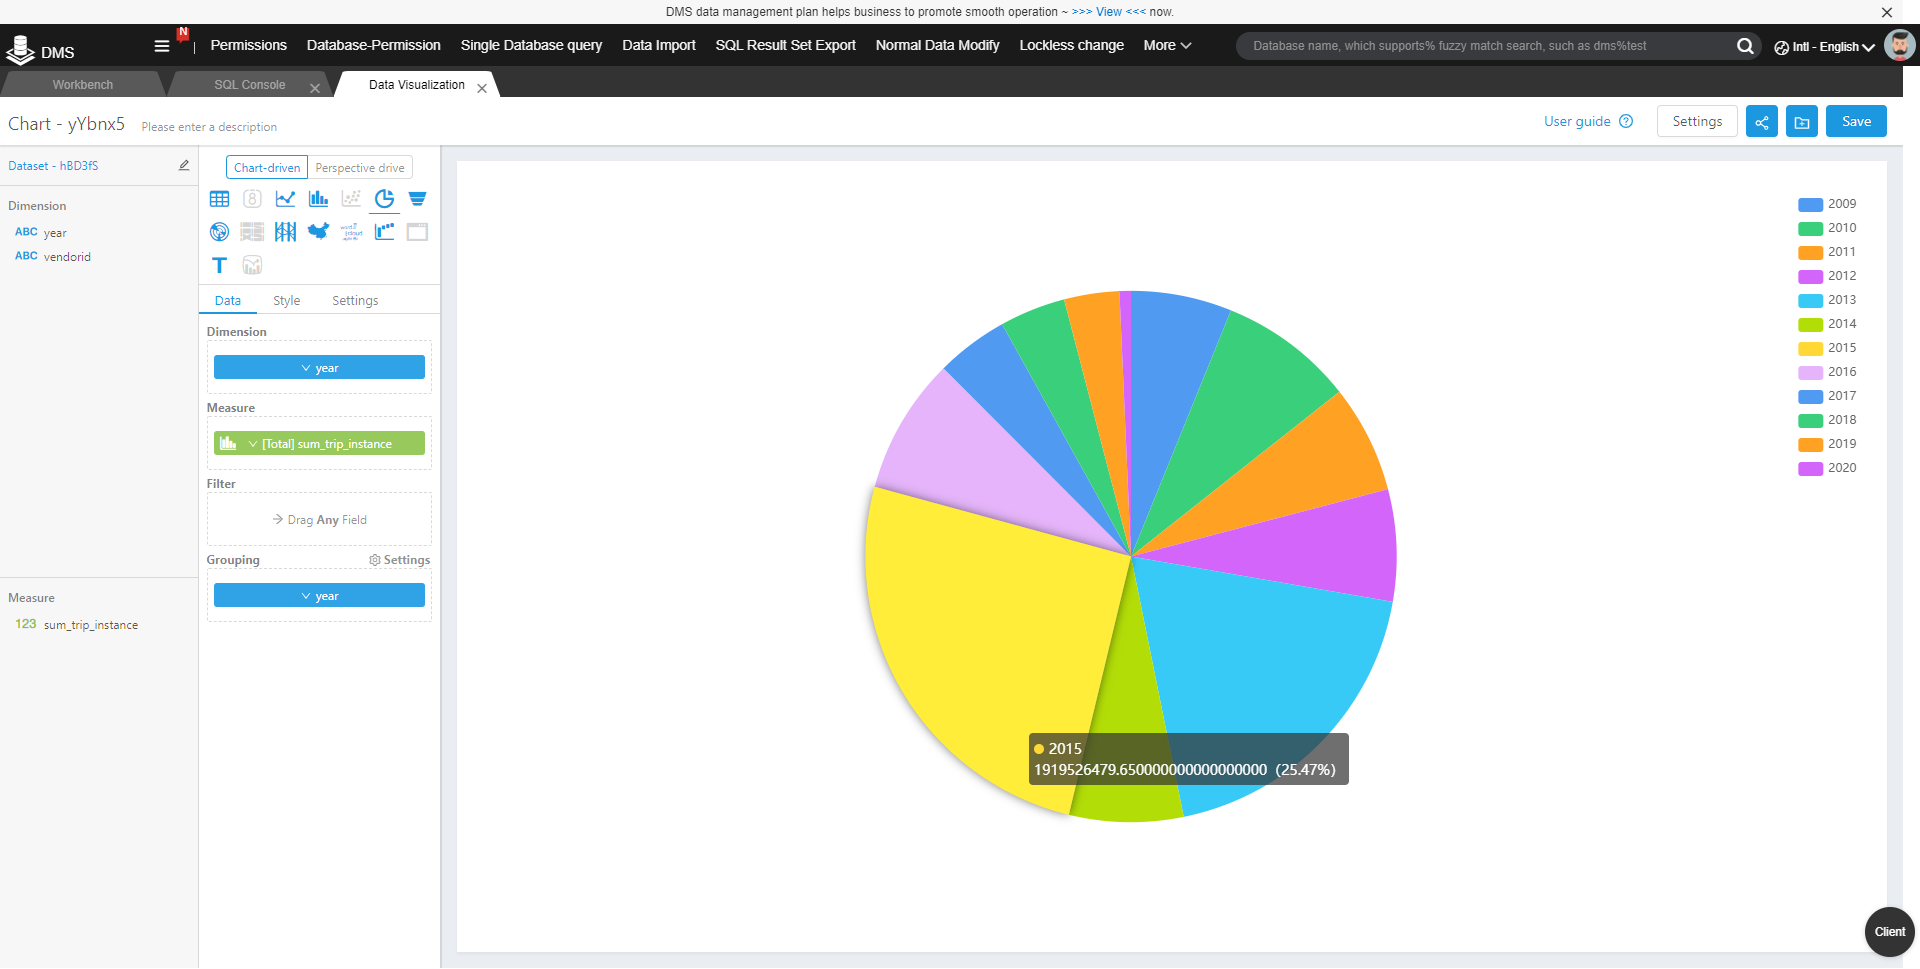 DMS data management plan helps business to promote smooth operation ~ >>> View <<< now.
DMS
N
Permissions
Database-Permission
Single Database query
Data Import
SQL Result Set Export
Normal Data Modify
Lockless change
More
Database name, which supports% fuzzy match search, such as dms%test
Intl - English
Workbench
SQL Console
Data Visualization
Chart - yYbnx5
Please enter a description
User guide
Settings
Save
Dataset - hBD3fS
Dimension
ABC year
ABC vendorid
Measure
123 sum_trip_instance
Chart-driven
Perspective drive
T
Data
Style
Settings
Dimension
year
Measure
[Total] sum_trip_instance
Filter
Drag Any Field
Grouping
Settings
year
2009
2010
2011
2012
2013
2014
2015
2016
2017
2018
2019
2020
2015
1919526479.650000000000000000 (25.47%)
Client